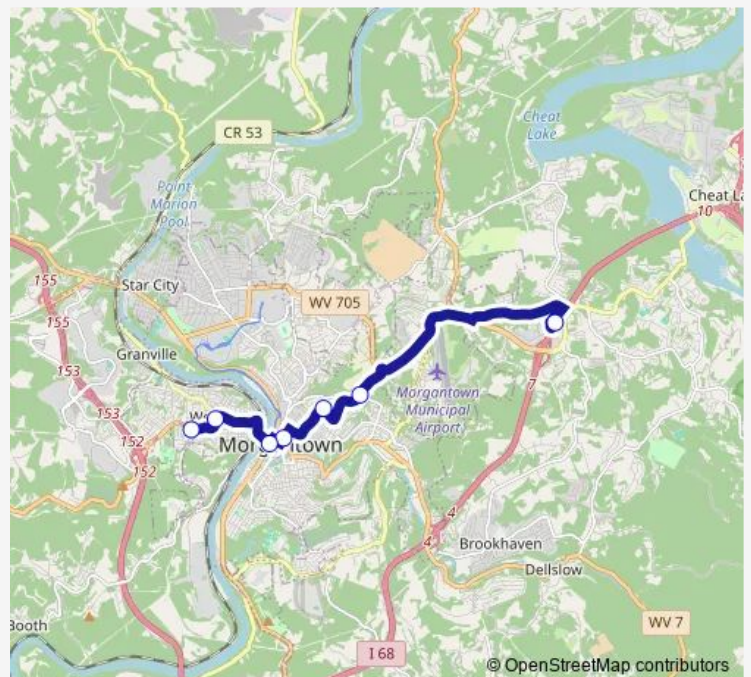 CR 53
Cheat
Lake
Point
Marion
Pool
Cheat La
10
155
Star City
WV 705
155
Granville
153
7
Morgantown
Municipal
Airport
153
We
152
152
4
4
Brookhaven
Dellslow
Booth
WV 7
I 68
© OpenStreetMap contributors